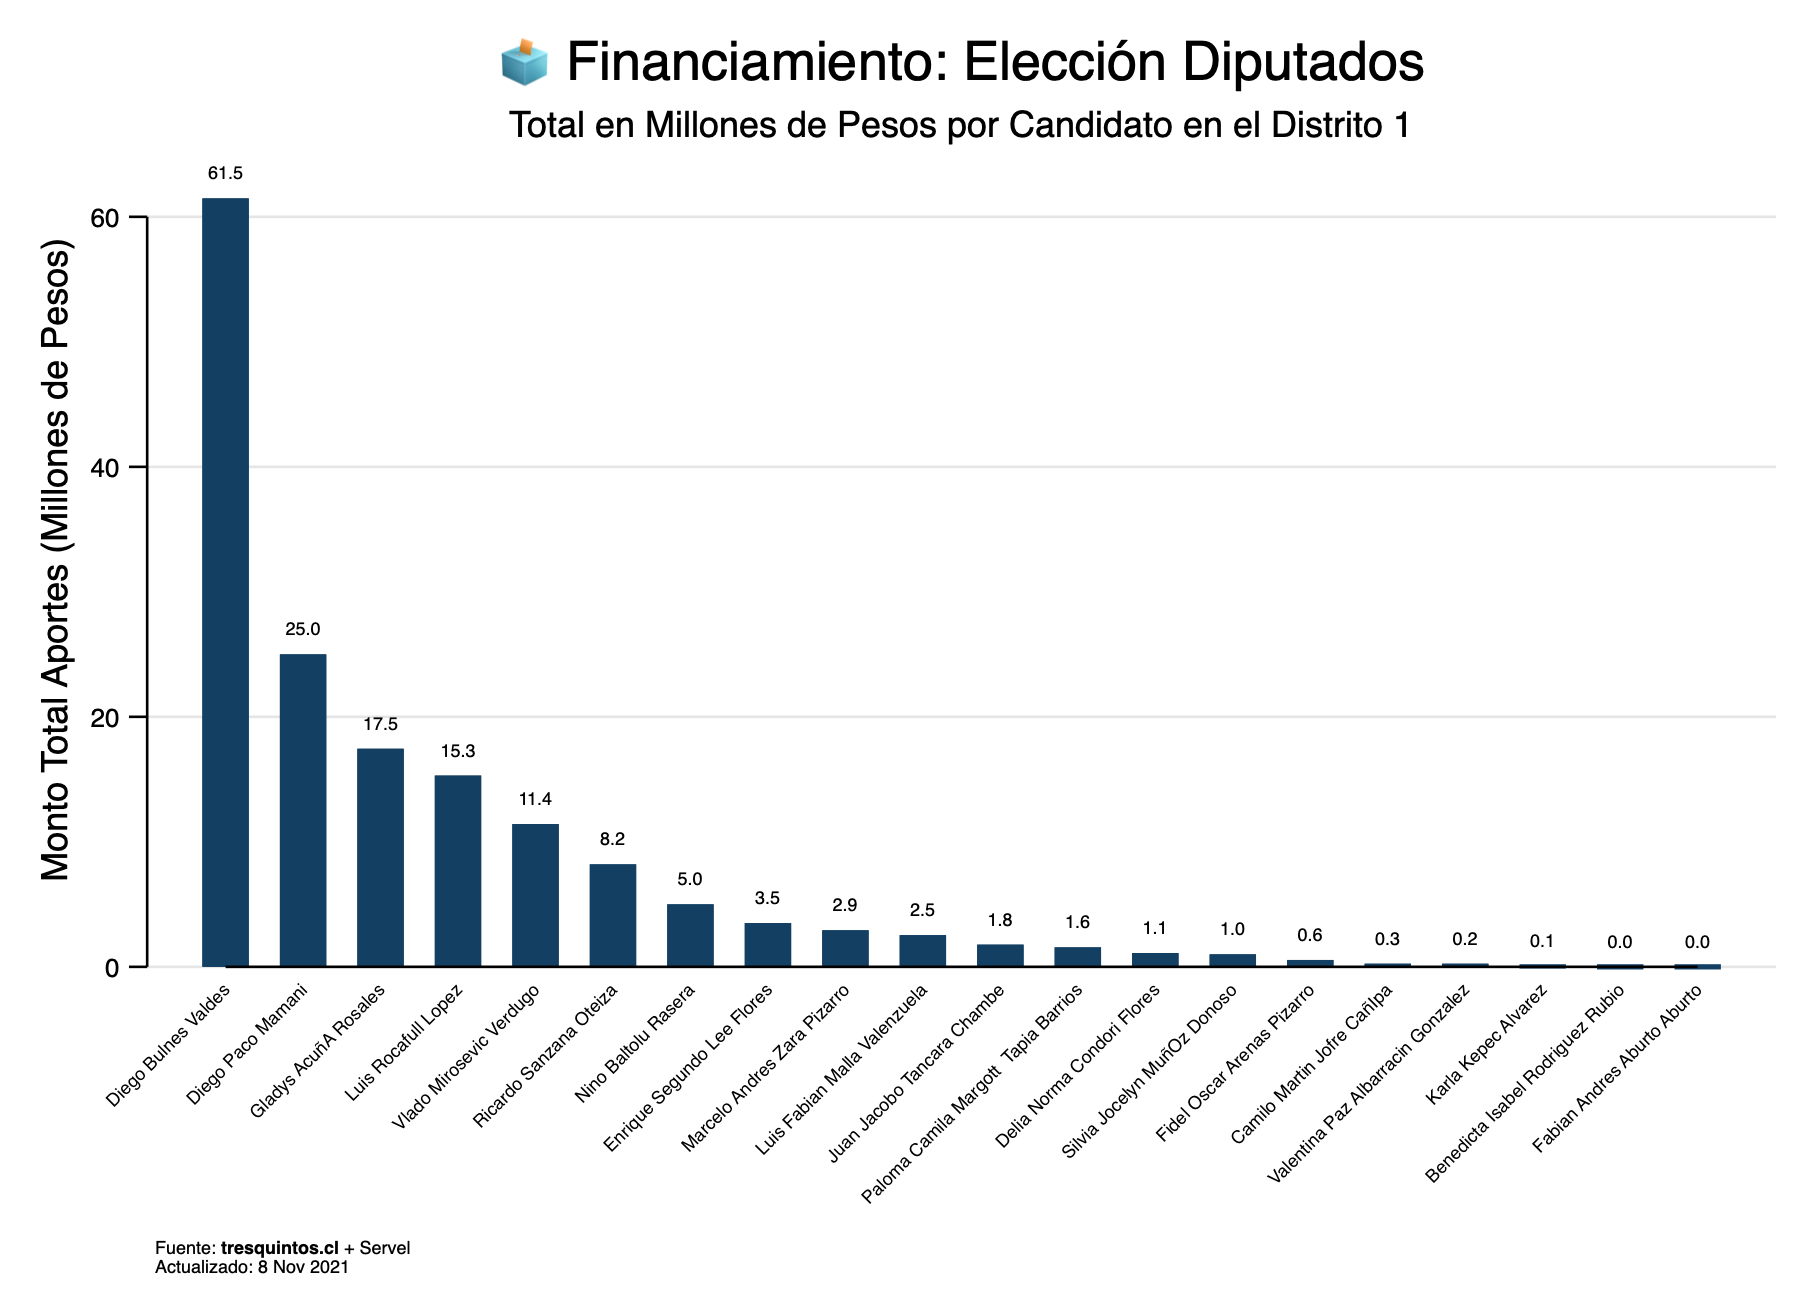 Financiamiento: Elección Diputados
Total en Millones de Pesos por Candidato en el Distrito 1
Monto Total Aportes (Millones de Pesos)
60
40
20
0
61.5
25.0
17.5
15.3
11.4
8.2
5.0
3.5
2.9
2.5
1.8
1.6
1.1
1.0
0.6
0.3
0.2
0.1
0.0
0.0
Diego Bulnes Valdes
Diego Paco Mamani
Gladys AcuñA Rosales
Luis Rocafull Lopez
Vlado Mirosevic Verdugo
Ricardo Sanzana Oteiza
Nino Baltolu Rasera
Enrique Segundo Lee Flores
Marcelo Andres Zara Pizarro
Luis Fabian Malla Valenzuela
Juan Jacobo Tancara Chambe
Paloma Camila Margott  Tapia Barrios
Delia Norma Condori Flores
Silvia Jocelyn MuñOz Donoso
Fidel Oscar Arenas Pizarro
Camilo Martin Jofre Cañlpa
Valentina Paz Albarracin Gonzalez
Karla Kepec Alvarez
Benedicta Isabel Rodriguez Rubio
Fabian Andres Aburto Aburto
Fuente: tresquintos.cl + Servel
Actualizado: 8 Nov 2021